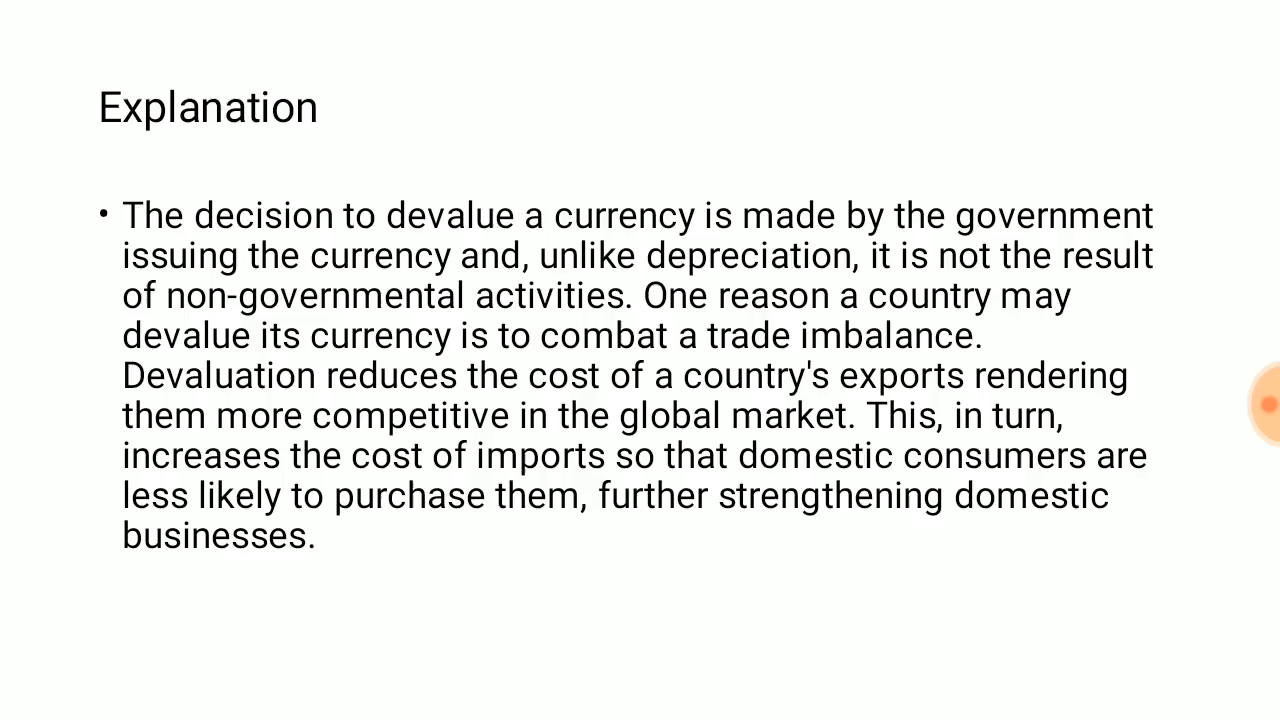 Explanation
• The decision to devalue a currency is made by the government
issuing the currency and, unlike depreciation, it is not the result
of non-governmental activities. One reason a country may
devalue its currency is to combat a trade imbalance.
Devaluation reduces the cost of a country's exports rendering
them more competitive in the global market. This, in turn,
increases the cost of imports so that domestic consumers are
less likely to purchase them, further strengthening domestic
businesses.